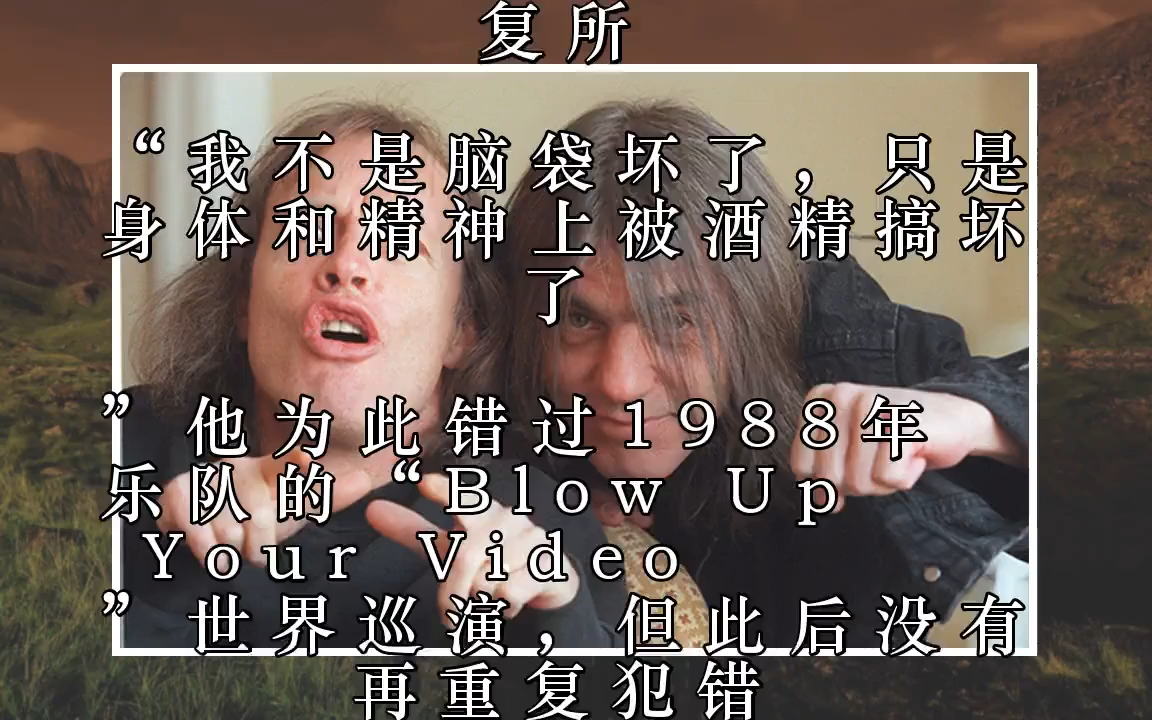 复所
“我不是脑袋坏了，只是
身体和精神上被酒精搞坏
了
”他为此错过1988年
乐队的“Blow Up
Your Video
”世界巡演，但此后没有
再重复犯错